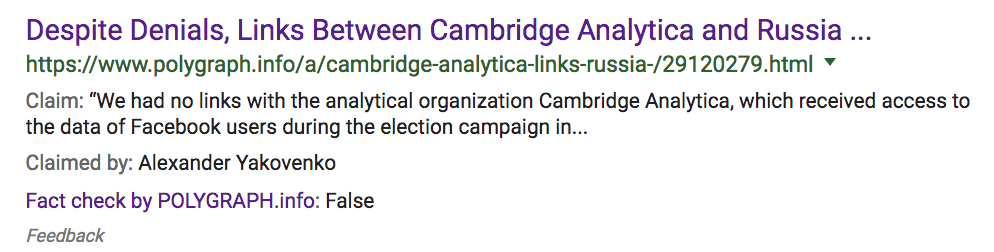 Despite Denials, Links Between Cambridge Analytica and Russia ...
https://www.polygraph.info/a/cambridge-analytica-links-russia-/29120279.html
Claim: “We had no links with the analytical organization Cambridge Analytica, which received access to
the data of Facebook users during the election campaign in...
Claimed by: Alexander Yakovenko
Fact check by POLYGRAPH.info: False
Feedback